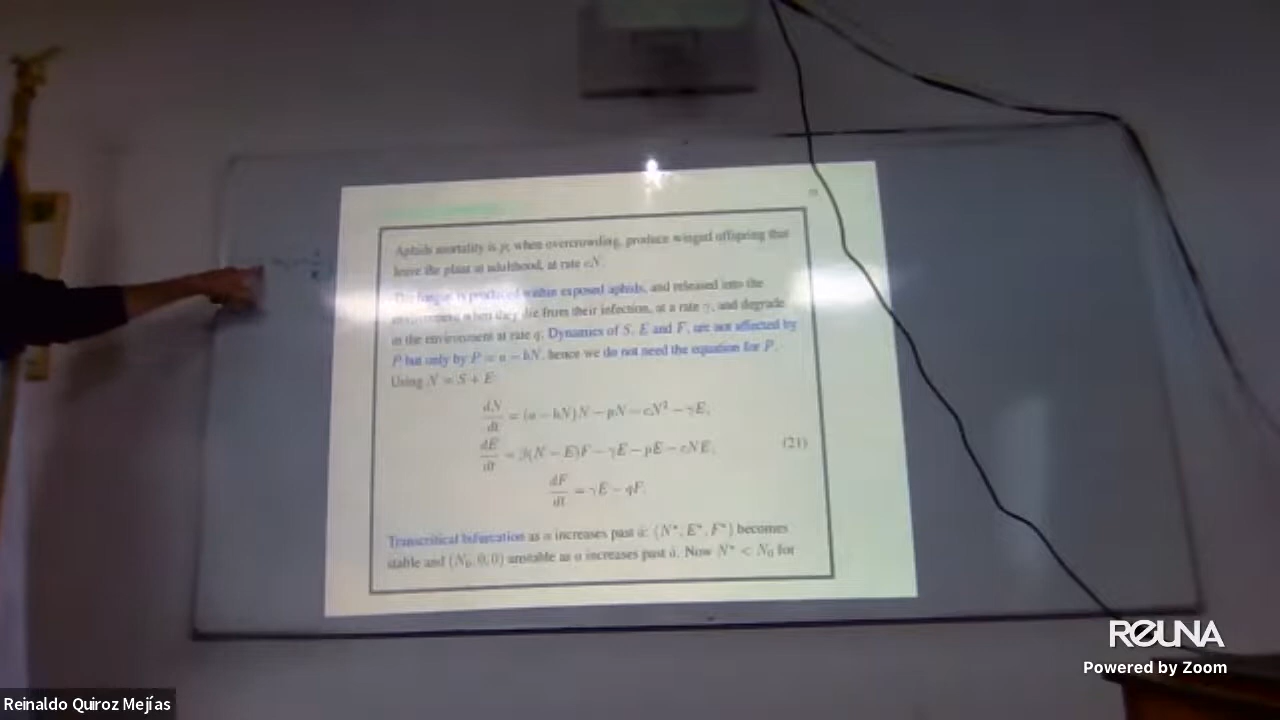 Aphids mortality is p; when overcrowding, produce winged offspring that
leave the plant at adulthood, at rate cN.
The fungus is produced within exposed aphids, and released into the
environment when they die from their infection, at a rate γ, and degrade
in the environment at rate q. Dynamics of S, E and F, are not affected by
P but only by P = a − bN, hence we do not need the equation for P.
Using N = S + E:
dN/dt = (a − bN)N − pN − cN² − γE,
dE/dt = β(N − E)F − γE − pE − cNE, (21)
dF/dt = γE − qF.
Transcritical bifurcation as a increases past â: (N*, E*, F*) becomes
stable and (N₀, 0, 0) unstable as a increases past â. Now N* < N₀ for
REUNA
Powered by Zoom
Reinaldo Quiroz Mejías